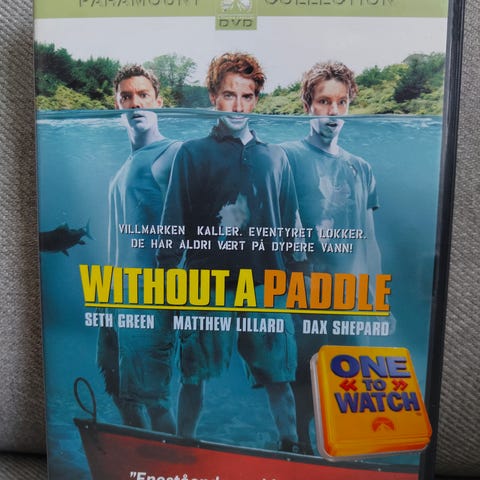 PARAMOUNT COLLECTION
DVD
VILLMARKEN KALLER. EVENTYRET LOKKER.
DE HAR ALDRI VÆRT PÅ DYPERE VANN!
WITHOUT A PADDLE
SETH GREEN MATTHEW LILLARD DAX SHEPARD
ONE
<< TO >>
WATCH